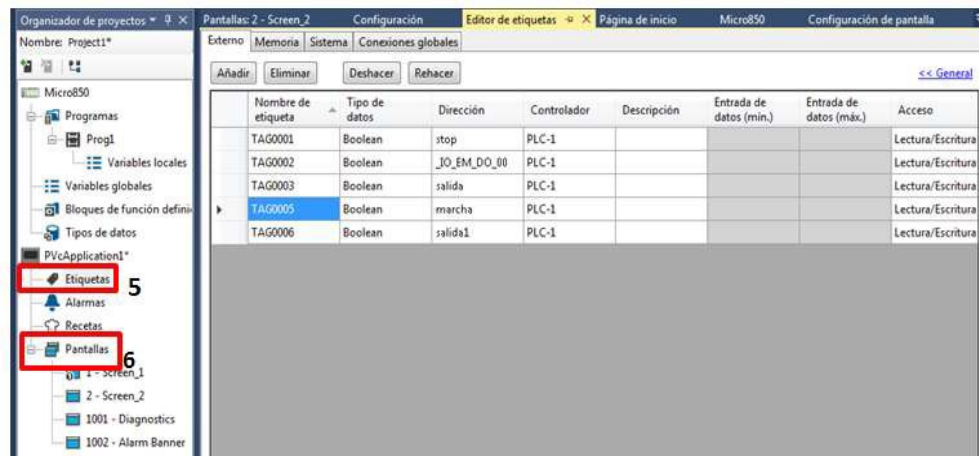 Organizador de proyectos
Nombre: Project1*
Micro850
Programas
Prog1
Variables locales
Variables globales
Bloques de función defini
Tipos de datos
PVcApplication1*
Etiquetas
5
Alarmas
Recetas
Pantallas
6
1 - Screen_1
2 - Screen_2
1001 - Diagnostics
1002 - Alarm Banner
Pantallas: 2 - Screen_2 Configuración Editor de etiquetas Página de inicio Micro850 Configuración de pantalla
Externo Memoria Sistema Conexiones globales
Añadir Eliminar Deshacer Rehacer << General
Nombre de etiqueta Tipo de datos Dirección Controlador Descripción Entrada de datos (mín.) Entrada de datos (máx.) Acceso
TAG0001 Boolean stop PLC-1 Lectura/Escritura
TAG0002 Boolean _IO_EM_DO_00 PLC-1 Lectura/Escritura
TAG0003 Boolean salida PLC-1 Lectura/Escritura
TAG0005 Boolean marcha PLC-1 Lectura/Escritura
TAG0006 Boolean salida1 PLC-1 Lectura/Escritura